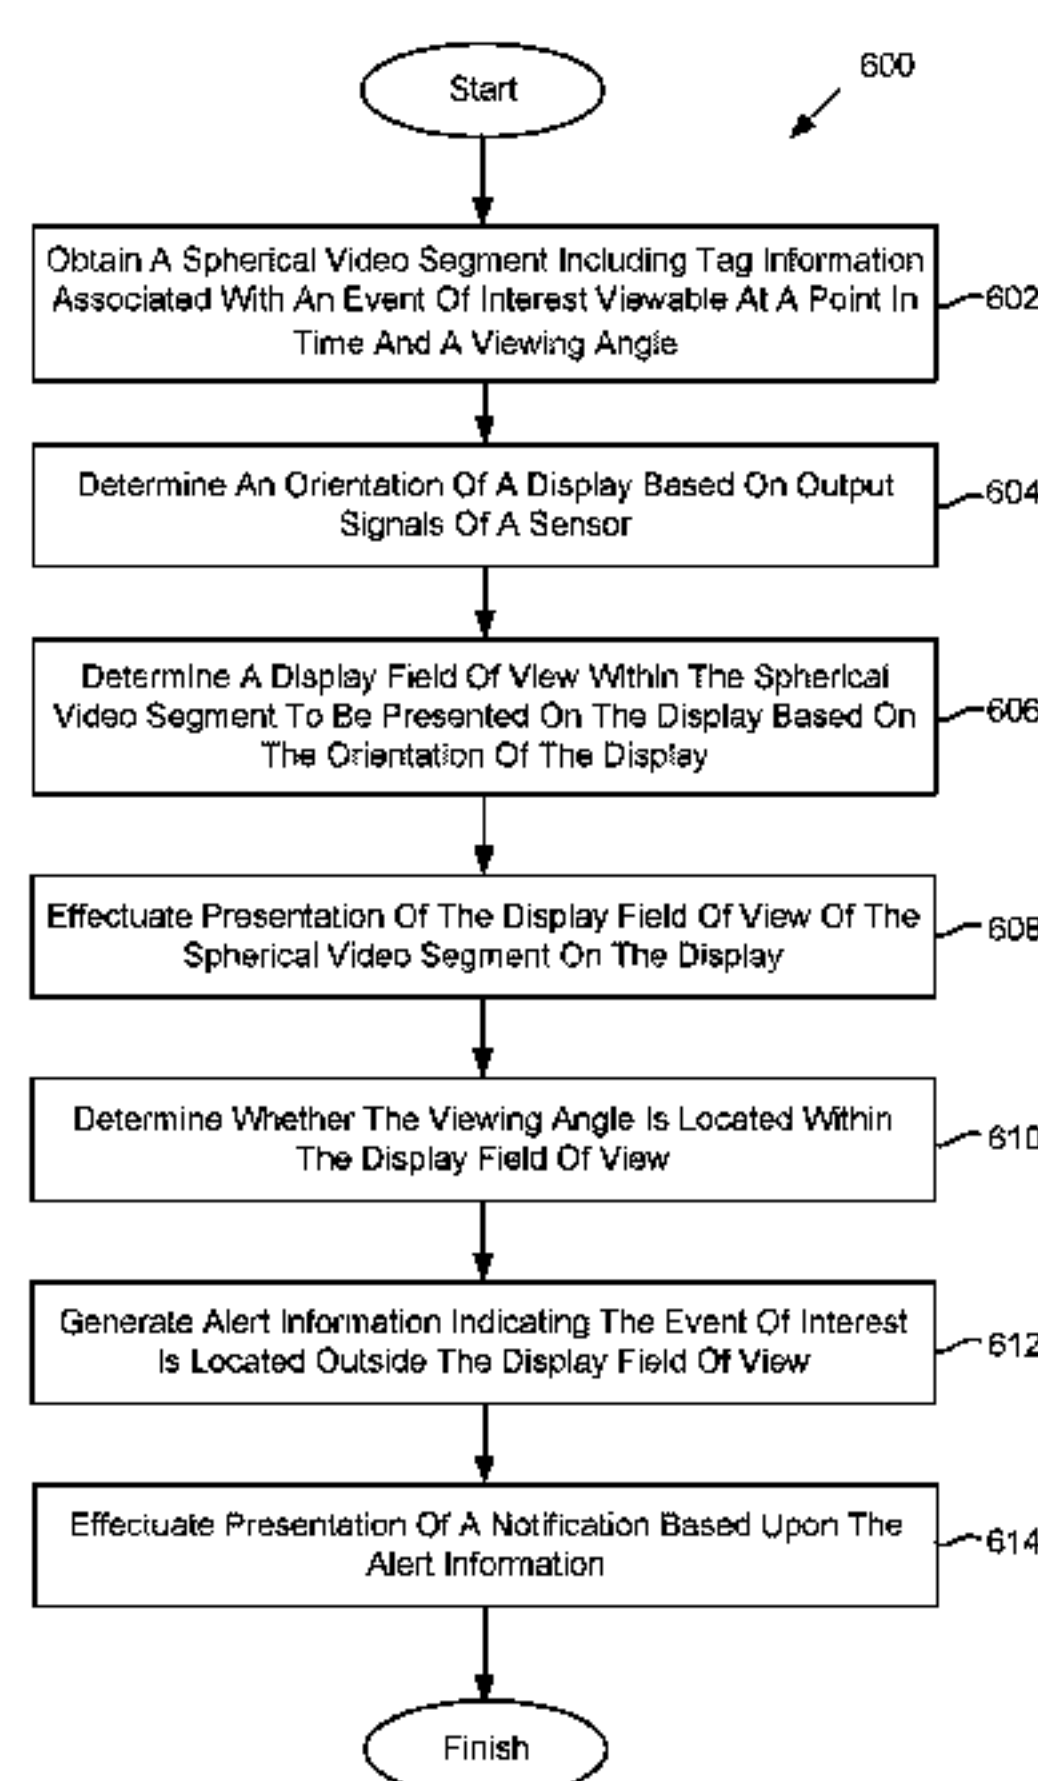 Start
600
Obtain A Spherical Video Segment Including Tag Information
Associated With An Event Of Interest Viewable At A Point In
Time And A Viewing Angle
602
Determine An Orientation Of A Display Based On Output
Signals Of A Sensor
604
Determine A Display Field Of View Within The Spherical
Video Segment To Be Presented On The Display Based On
The Orientation Of The Display
606
Effectuate Presentation Of The Display Field Of View Of The
Spherical Video Segment On The Display
608
Determine Whether The Viewing Angle Is Located Within
The Display Field Of View
610
Generate Alert Information Indicating The Event Of Interest
Is Located Outside The Display Field Of View
612
Effectuate Presentation Of A Notification Based Upon The
Alert Information
614
Finish